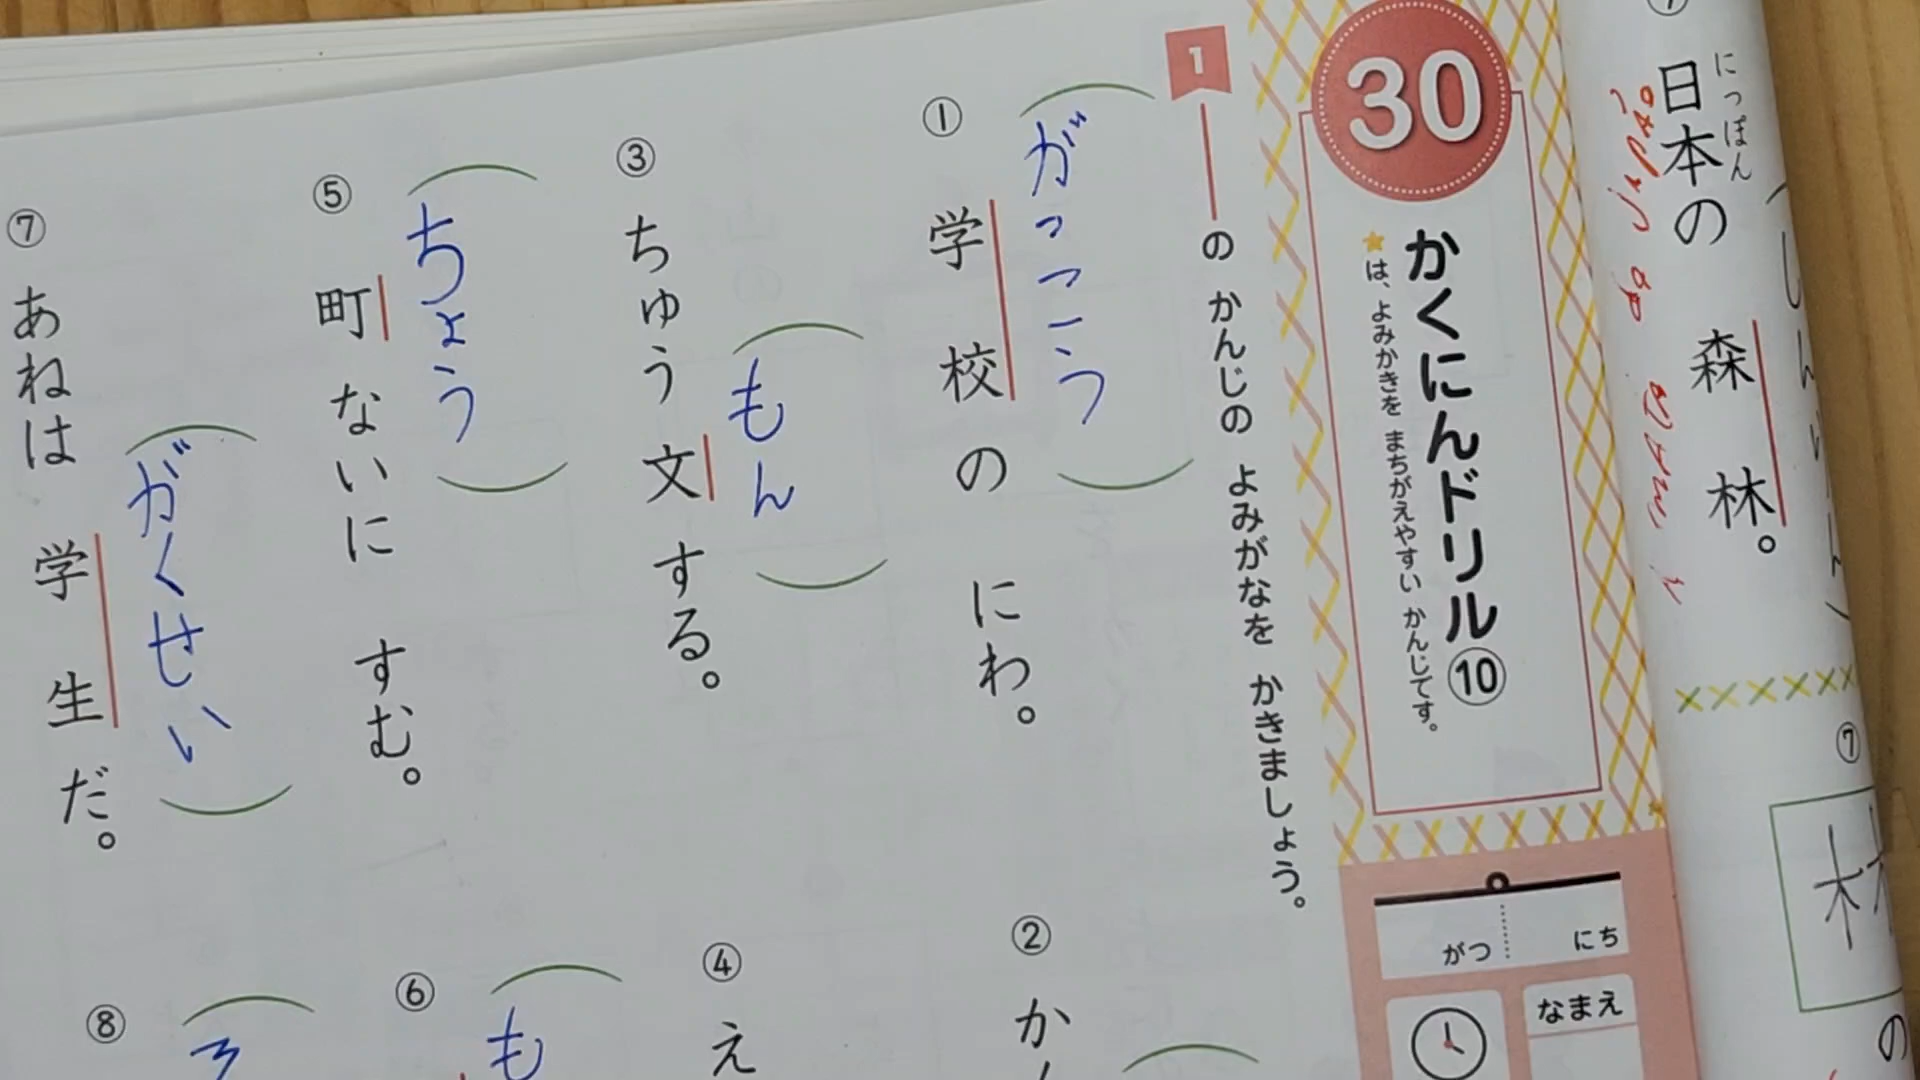 にっぽん
日本の 森林。
⑦
30
かくにんドリル⑩
★は、よみかきを まちがえやすい かんじです。
がつ
にち
なまえ
1
―の かんじの よみがなを かきましょう。
がっこう
① 学校の にわ。
もん
③ ちゅう文する。
ちょう
⑤ 町ないに すむ。
がくせい
⑦ あねは 学生だ。
② か
④ え
も
⑥
⑧